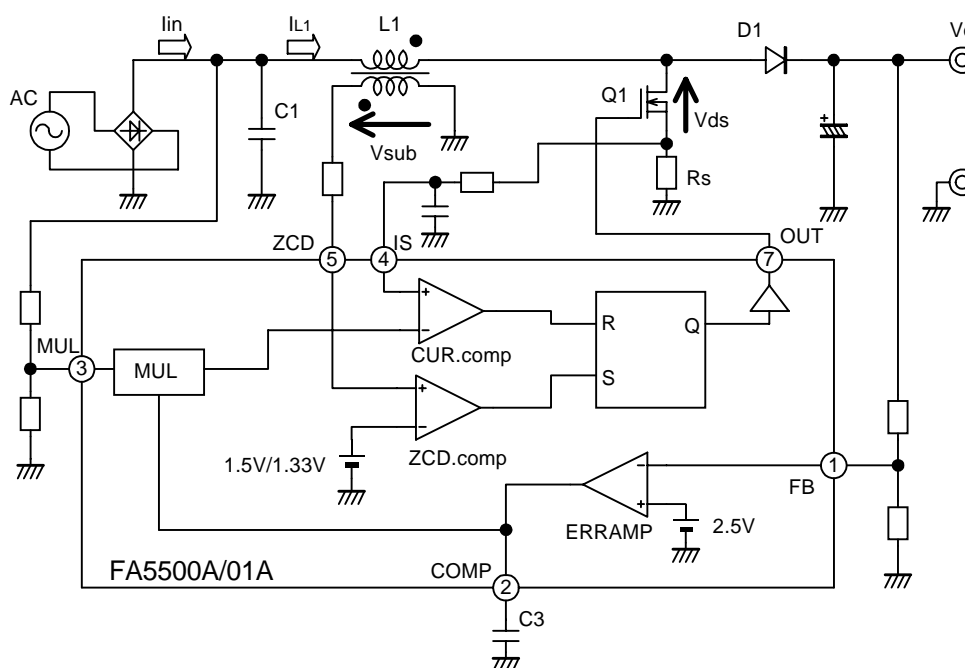 Iin
IL1
L1
D1
AC
C1
Vsub
Q1
Vds
Rs
+
ZCD
IS
OUT
5
4
7
MUL
3
MUL
+
−
CUR.comp
R
Q
S
+
−
ZCD.comp
1.5V/1.33V
−
+
ERRAMP
2.5V
1
FB
FA5500A/01A
COMP
2
C3